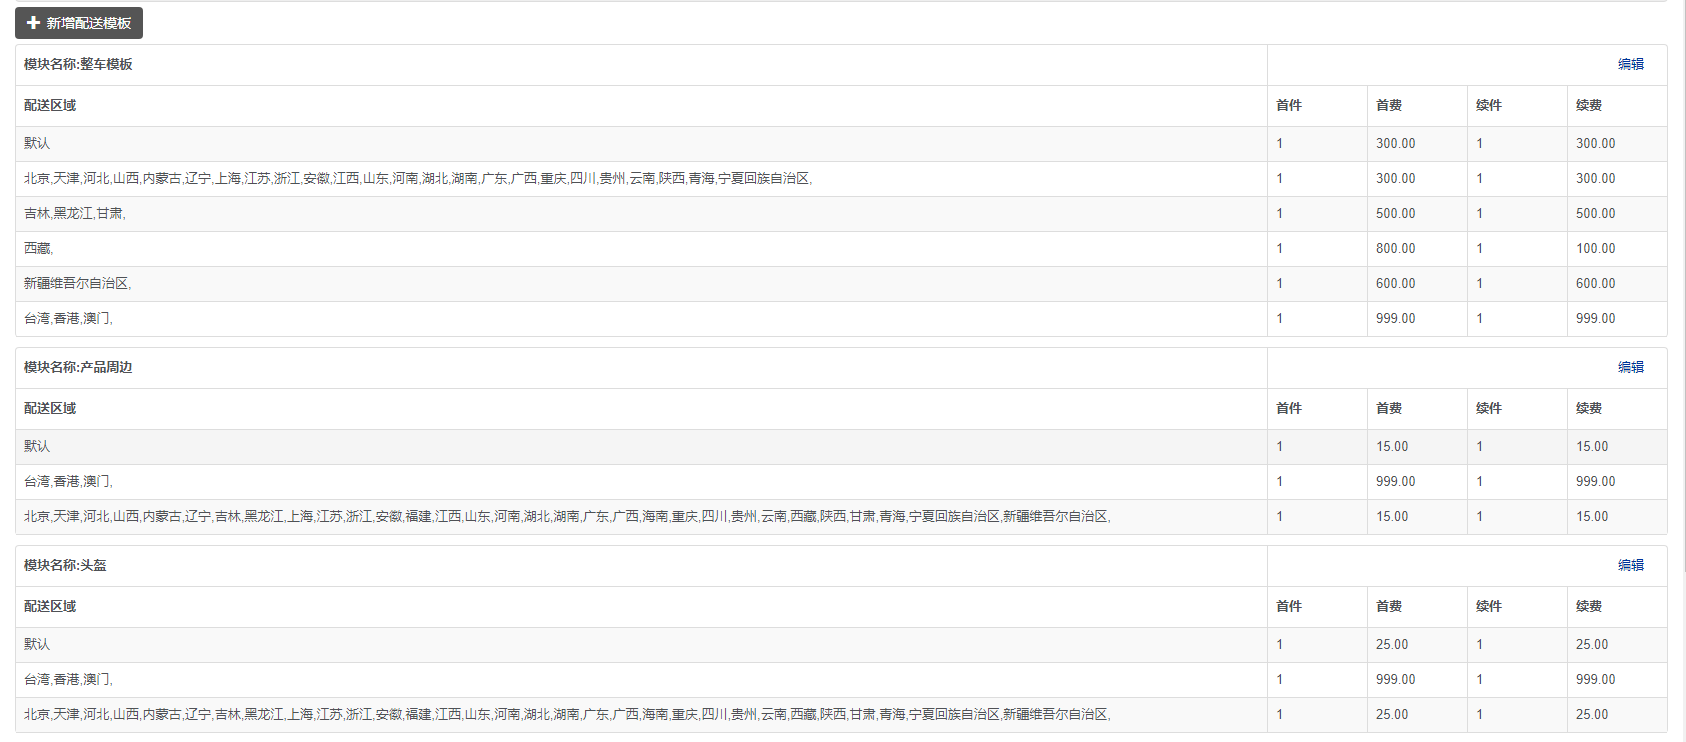 新增配送模板
模块名称:整车模板 编辑
配送区域 首件 首费 续件 续费
默认 1 300.00 1 300.00
北京,天津,河北,山西,内蒙古,辽宁,上海,江苏,浙江,安徽,江西,山东,河南,湖北,湖南,广东,广西,重庆,四川,贵州,云南,陕西,青海,宁夏回族自治区, 1 300.00 1 300.00
吉林,黑龙江,甘肃, 1 500.00 1 500.00
西藏, 1 800.00 1 100.00
新疆维吾尔自治区, 1 600.00 1 600.00
台湾,香港,澳门, 1 999.00 1 999.00
模块名称:产品周边 编辑
配送区域 首件 首费 续件 续费
默认 1 15.00 1 15.00
台湾,香港,澳门, 1 999.00 1 999.00
北京,天津,河北,山西,内蒙古,辽宁,吉林,黑龙江,上海,江苏,浙江,安徽,福建,江西,山东,河南,湖北,湖南,广东,广西,海南,重庆,四川,贵州,云南,西藏,陕西,甘肃,青海,宁夏回族自治区,新疆维吾尔自治区, 1 15.00 1 15.00
模块名称:头盔 编辑
配送区域 首件 首费 续件 续费
默认 1 25.00 1 25.00
台湾,香港,澳门, 1 999.00 1 999.00
北京,天津,河北,山西,内蒙古,辽宁,吉林,黑龙江,上海,江苏,浙江,安徽,福建,江西,山东,河南,湖北,湖南,广东,广西,海南,重庆,四川,贵州,云南,西藏,陕西,甘肃,青海,宁夏回族自治区,新疆维吾尔自治区, 1 25.00 1 25.00